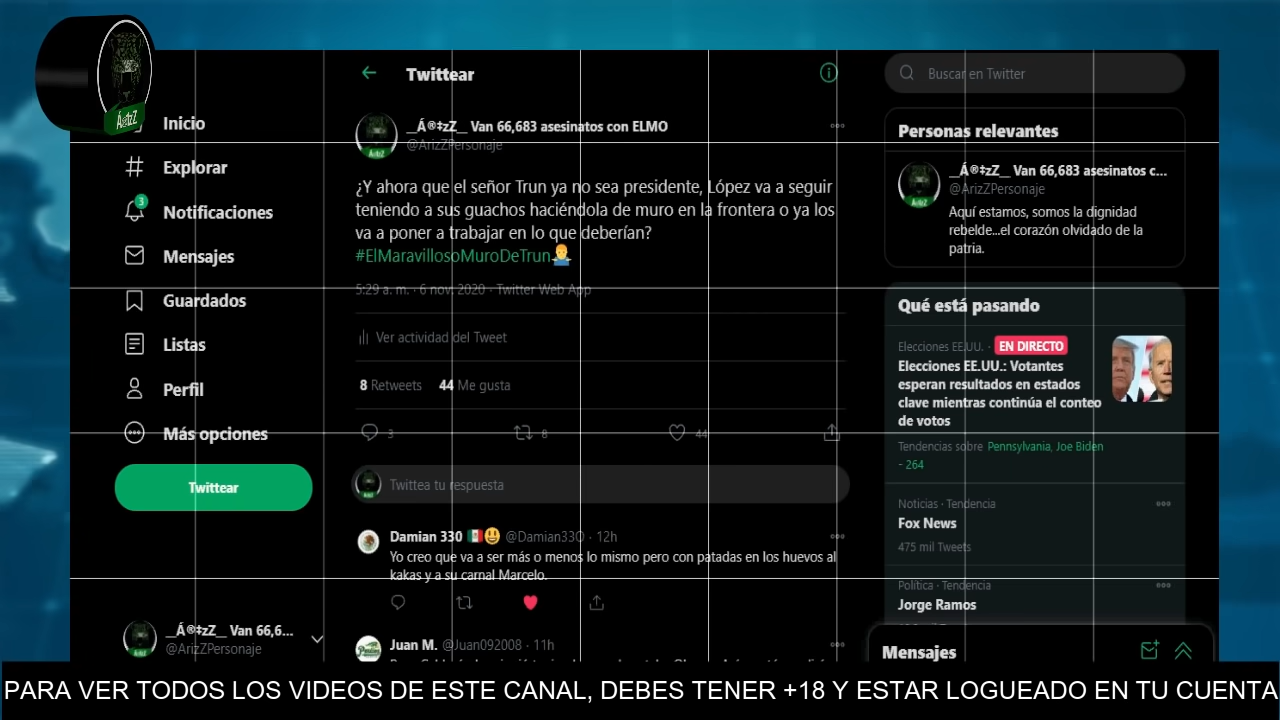 ÁrizzZ
Inicio
Explorar
3
Notificaciones
Mensajes
Guardados
Listas
Perfil
Más opciones
Twittear
__Á®‡zZ__ Van 66,6...
@ArizZPersonaje
Twittear
__Á®‡zZ__ Van 66,683 asesinatos con ELMO
@ArizZPersonaje
¿Y ahora que el señor Trun ya no sea presidente, López va a seguir
teniendo a sus guachos haciéndola de muro en la frontera o ya los
va a poner a trabajar en lo que deberían?
#ElMaravillosoMuroDeTrun🤷‍♂️
5:29 a. m. · 6 nov. 2020 · Twitter Web App
Ver actividad del Tweet
8 Retweets 44 Me gusta
3 8 44
Twittea tu respuesta
Damian 330 🇲🇽😃 @Damian33O · 12h
Yo creo que va a ser más o menos lo mismo pero con patadas en los huevos al
kakas y a su carnal Marcelo.
Juan M. @Juan092008 · 11h
Buscar en Twitter
Personas relevantes
__Á®‡zZ__ Van 66,683 asesinatos c...
@ArizZPersonaje
Aquí estamos, somos la dignidad
rebelde...el corazón olvidado de la
patria.
Qué está pasando
Elecciones EE.UU. · EN DIRECTO
Elecciones EE.UU.: Votantes
esperan resultados en estados
clave mientras continúa el conteo
de votos
Tendencias sobre Pennsylvania, Joe Biden
- 264
Noticias · Tendencia
Fox News
475 mil Tweets
Política · Tendencia
Jorge Ramos
Mensajes
PARA VER TODOS LOS VIDEOS DE ESTE CANAL, DEBES TENER +18 Y ESTAR LOGUEADO EN TU CUENTA